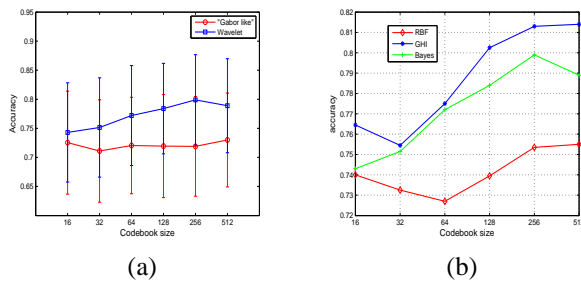 0.95
0.9
0.85
0.8
0.75
0.7
0.65
Accuracy
16 32 64 128 256 512
Codebook size
"Gabor like"
Wavelet
(a)
0.82
0.81
0.8
0.79
0.78
0.77
0.76
0.75
0.74
0.73
0.72
accuracy
16 32 64 128 256 51
Codebook size
RBF
GHI
Bayes
(b)